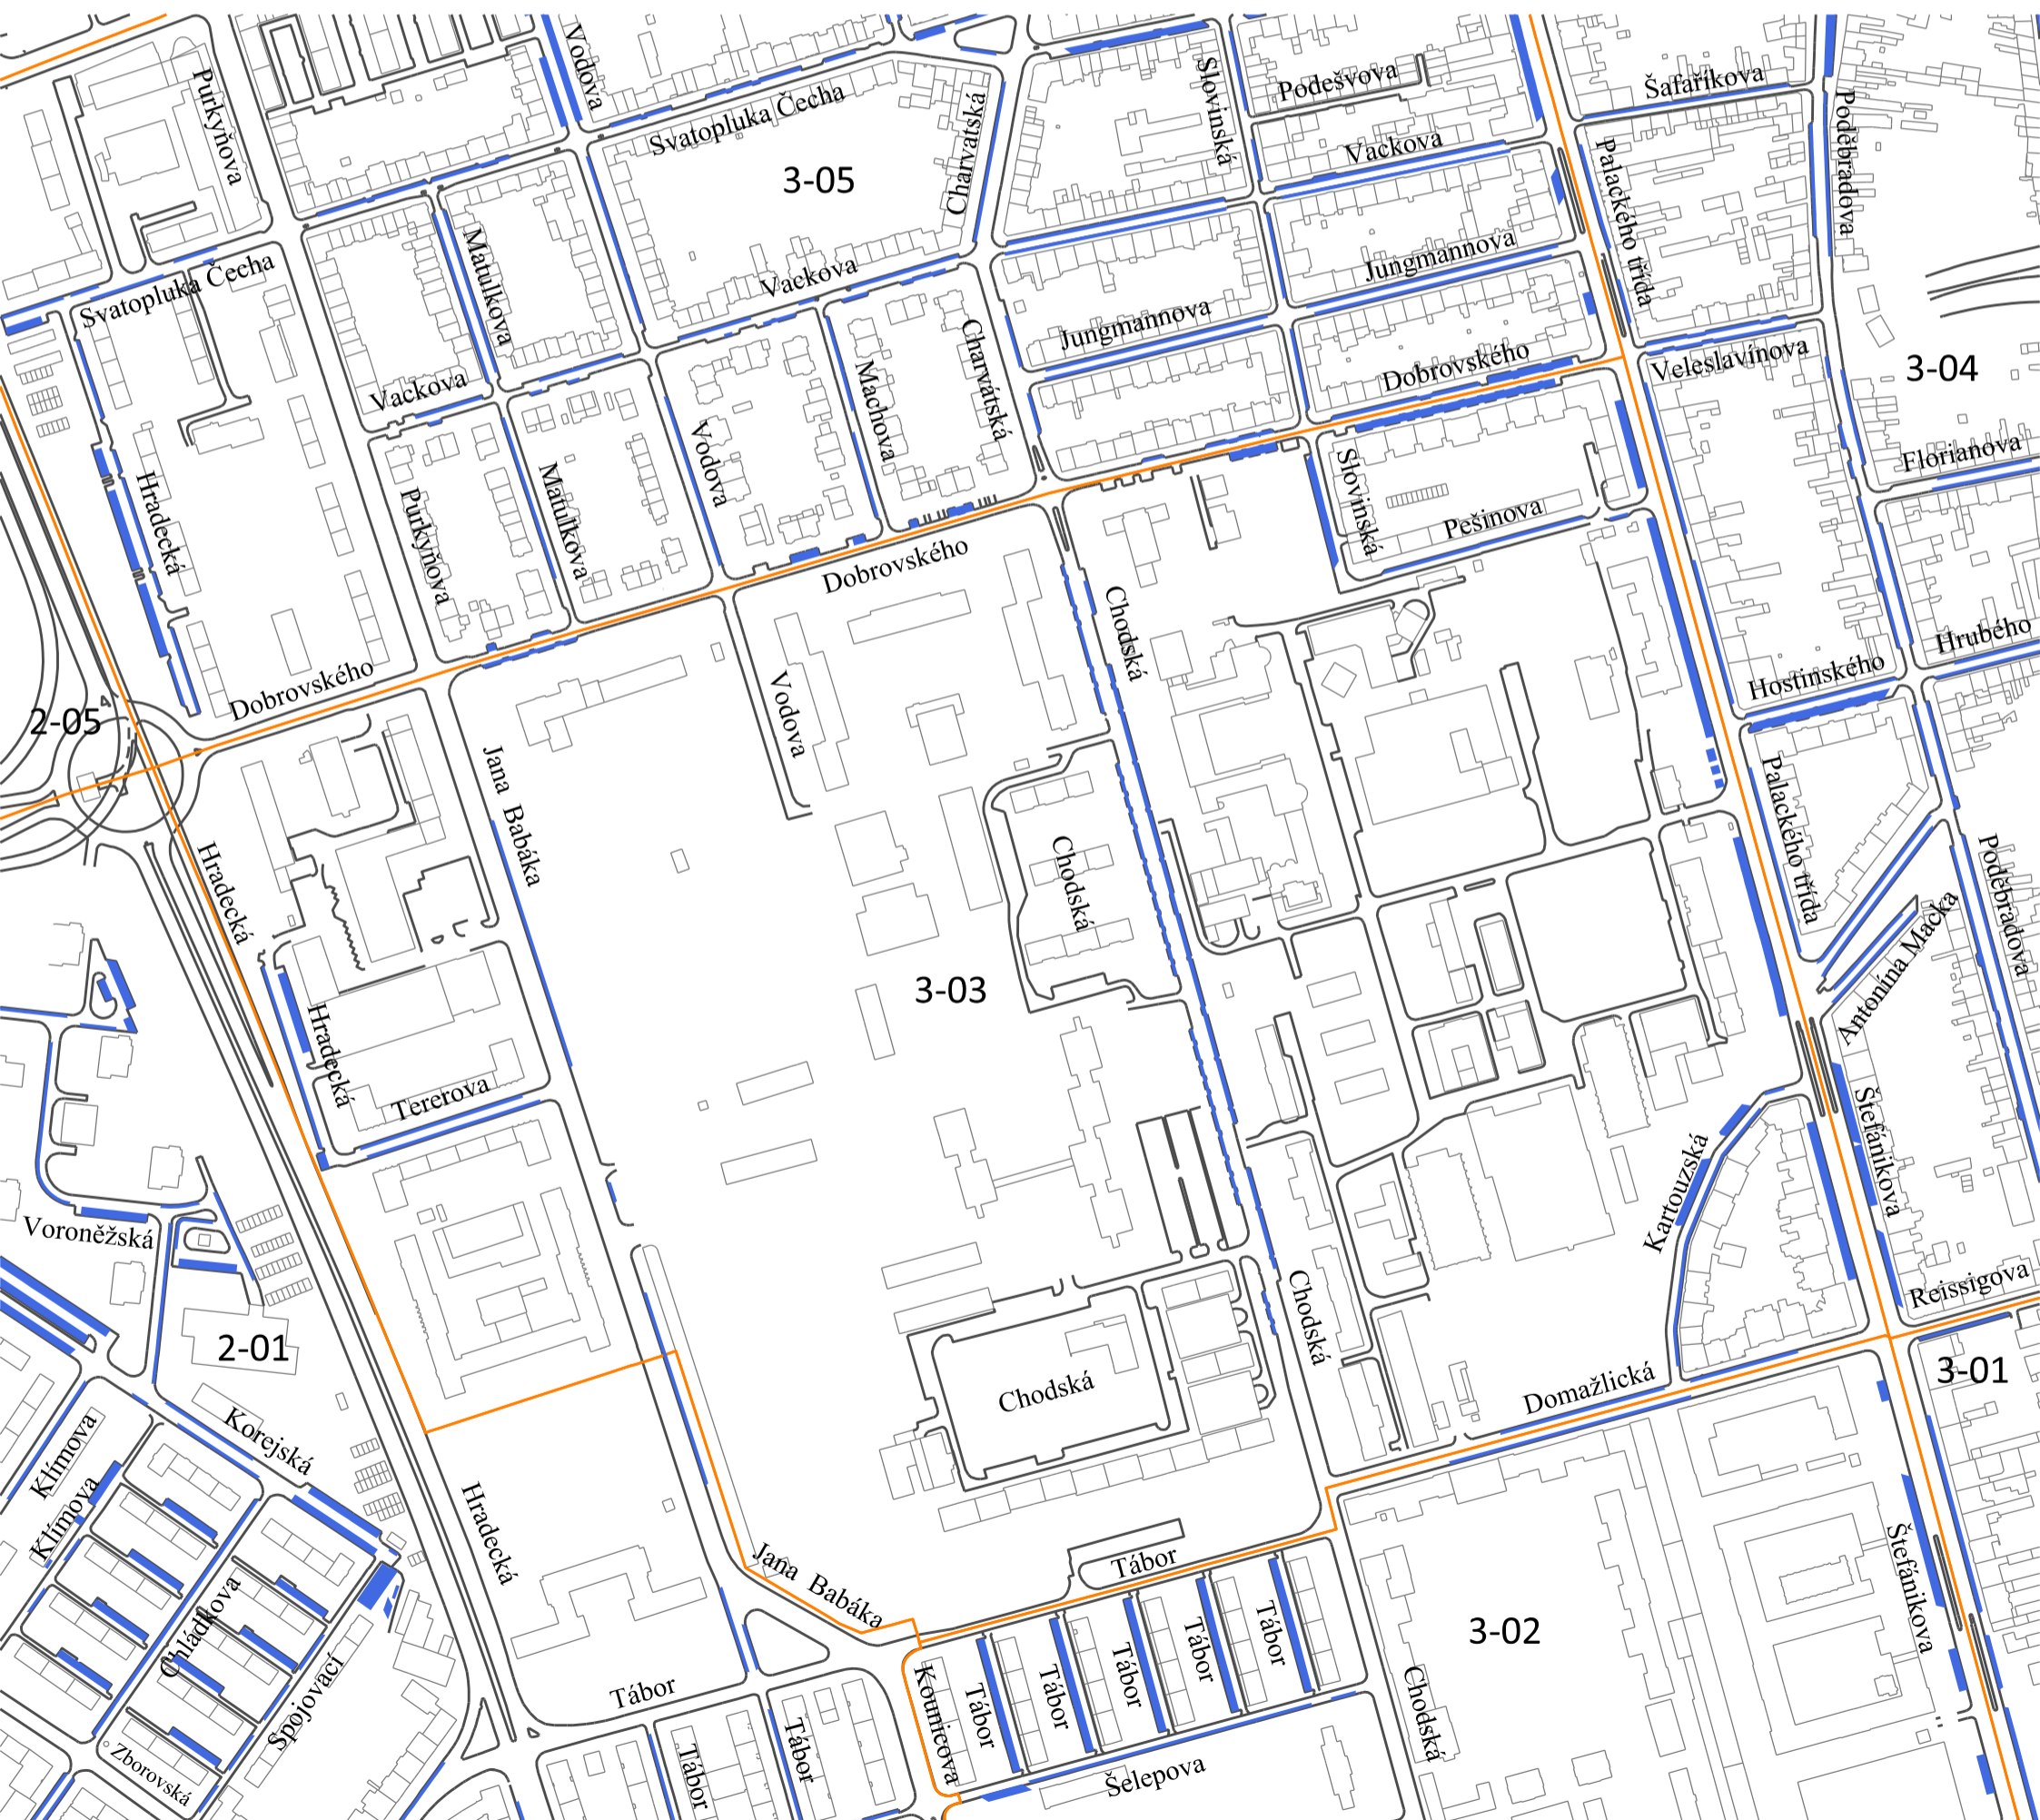 Vodova
Purkyňova
Svatopluka Čecha
Charvatská
Slovinská
Podešvova
Šafaříkova
Vackova
Poděbradova
Palackého třída
3-05
Matulkova
Svatopluka Čecha
Vackova
Jungmannova
Jungmannova
Charvatská
Veleslavínova
3-04
Vackova
Machova
Dobrovského
Vodova
Florianova
Hradecká
Matulkova
Purkyňova
Slovinská
Pešinova
Dobrovského
Chodská
Hrubého
Hostinského
Dobrovského
2-05
Vodova
Jana Babáka
Palackého třída
Hradecká
Chodská
Poděbradova
Antonína Macka
3-03
Hradecká
Tererova
Štefánikova
Kartouzská
Voroněžská
Reissigova
Chodská
2-01
3-01
Chodská
Domažlická
Klímova
Korejská
Klímova
Hradecká
Jana Babáka
Tábor
Štefánikova
3-02
Chládkova
Tábor
Tábor
Tábor
Tábor
Tábor
Kounicova
Spojovací
Tábor
Chodská
Zborovská
Tábor
Tábor
Šelepova